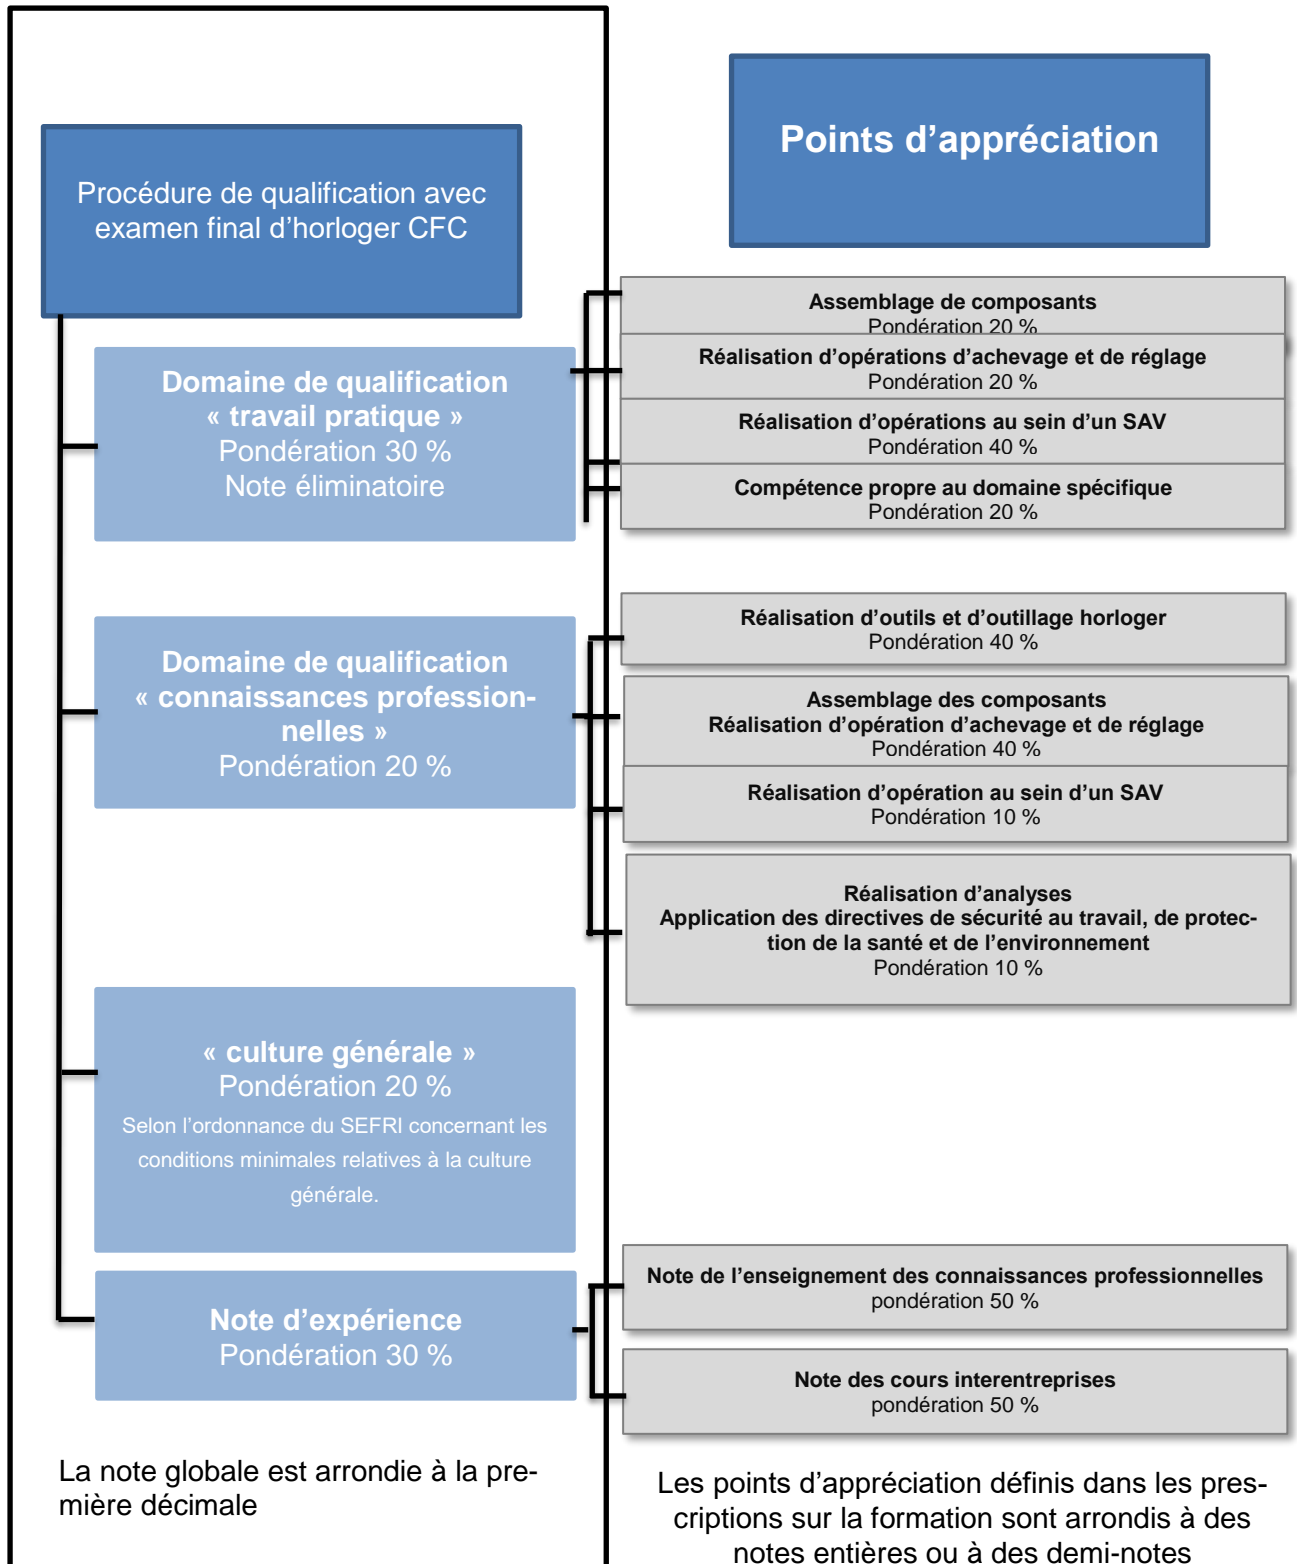 Procédure de qualification avec
examen final d’horloger CFC
Points d’appréciation
Domaine de qualification
« travail pratique »
Pondération 30 %
Note éliminatoire
Assemblage de composants
Pondération 20 %
Réalisation d’opérations d’achevage et de réglage
Pondération 20 %
Réalisation d’opérations au sein d’un SAV
Pondération 40 %
Compétence propre au domaine spécifique
Pondération 20 %
Domaine de qualification
« connaissances profession-
nelles »
Pondération 20 %
Réalisation d’outils et d’outillage horloger
Pondération 40 %
Assemblage des composants
Réalisation d’opération d’achevage et de réglage
Pondération 40 %
Réalisation d’opération au sein d’un SAV
Pondération 10 %
Réalisation d’analyses
Application des directives de sécurité au travail, de protec-
tion de la santé et de l’environnement
Pondération 10 %
« culture générale »
Pondération 20 %
Selon l’ordonnance du SEFRI concernant les
conditions minimales relatives à la culture
générale.
Note d’expérience
Pondération 30 %
Note de l’enseignement des connaissances professionnelles
pondération 50 %
Note des cours interentreprises
pondération 50 %
La note globale est arrondie à la pre-
mière décimale
Les points d’appréciation définis dans les pres-
criptions sur la formation sont arrondis à des
notes entières ou à des demi-notes